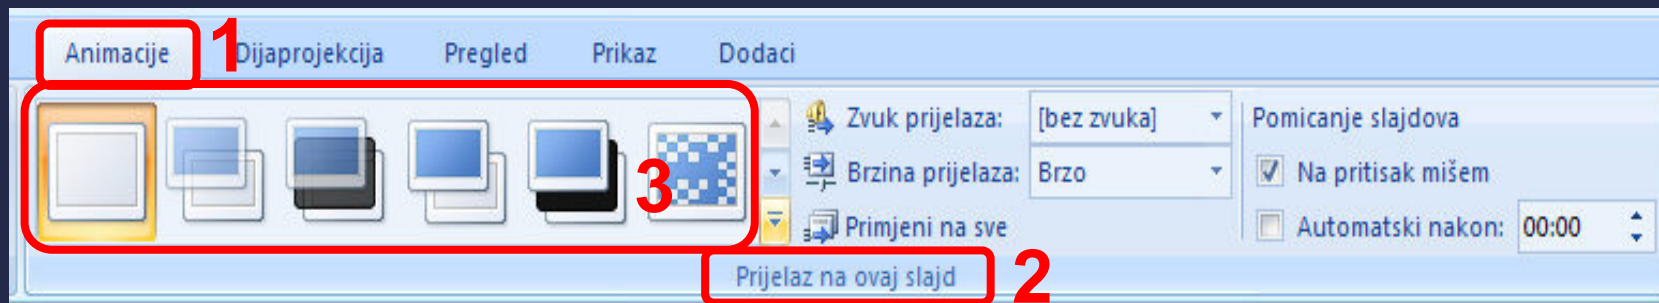 Animacije 1 Dijaprojekcija Pregled Prikaz Dodaci
Zvuk prijelaza: [bez zvuka] Pomicanje slajdova
3 Brzina prijelaza: Brzo Na pritisak mišem
Primjeni na sve Automatski nakon: 00:00
Prijelaz na ovaj slajd 2